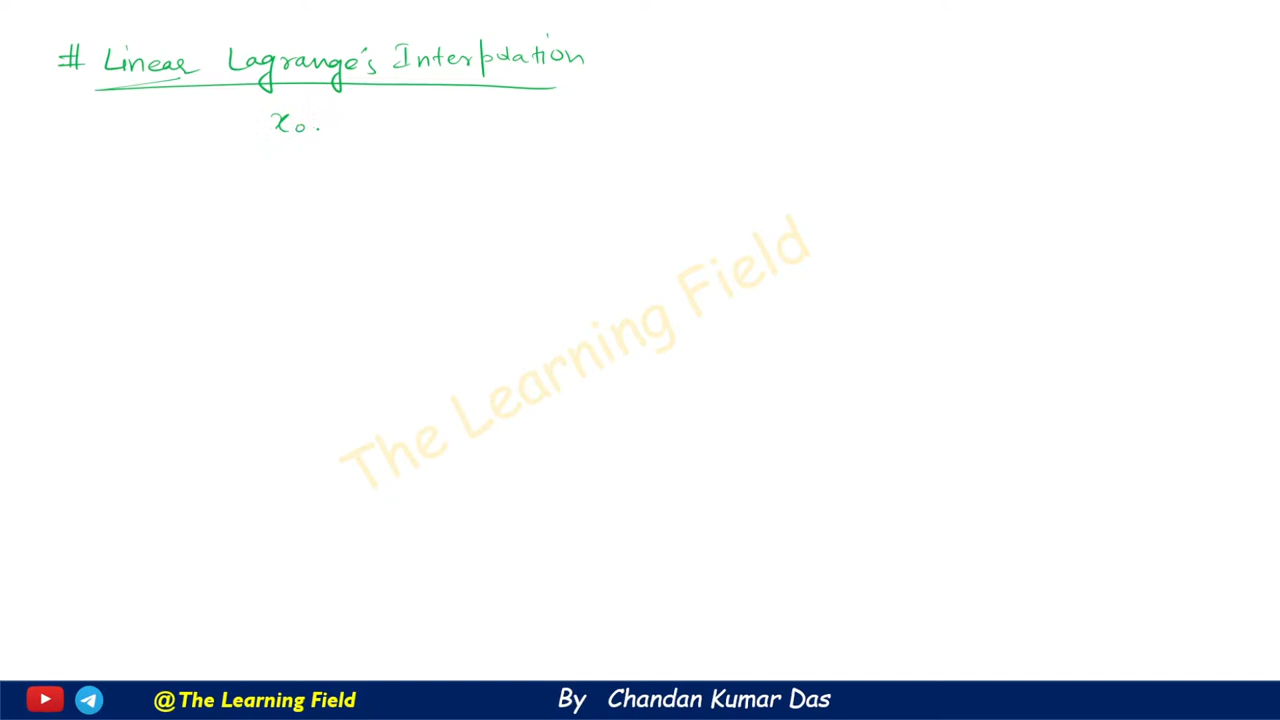 # Linear Lagrange's Interpolation
x₀.
The Learning Field
@The Learning Field By Chandan Kumar Das